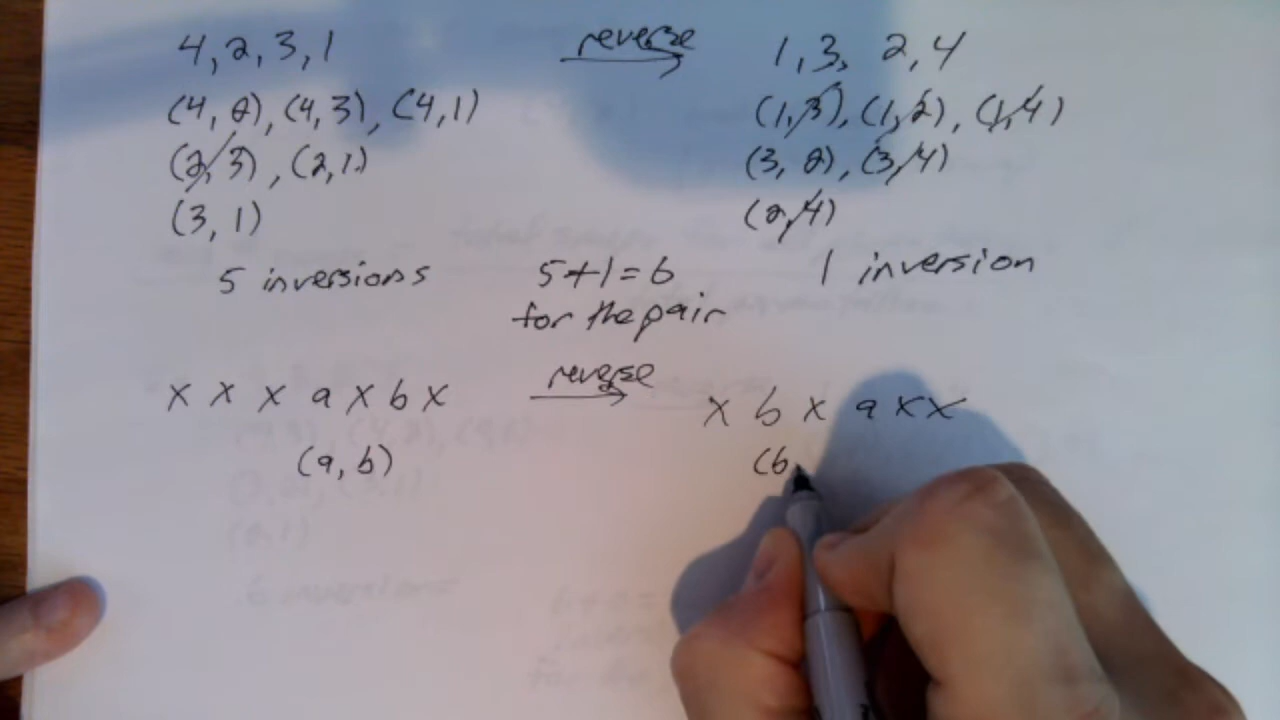 4, 2, 3, 1 reverse 1, 3, 2, 4
(4, 2), (4, 3), (4, 1) (1, 3), (1, 2), (1, 4)
(2, 3), (2, 1) (3, 2), (3, 4)
(3, 1) (2, 4)
5 inversions 5+1=6 1 inversion
for the pair
x x x a x b x reverse x b x a x x
(a, b) (b